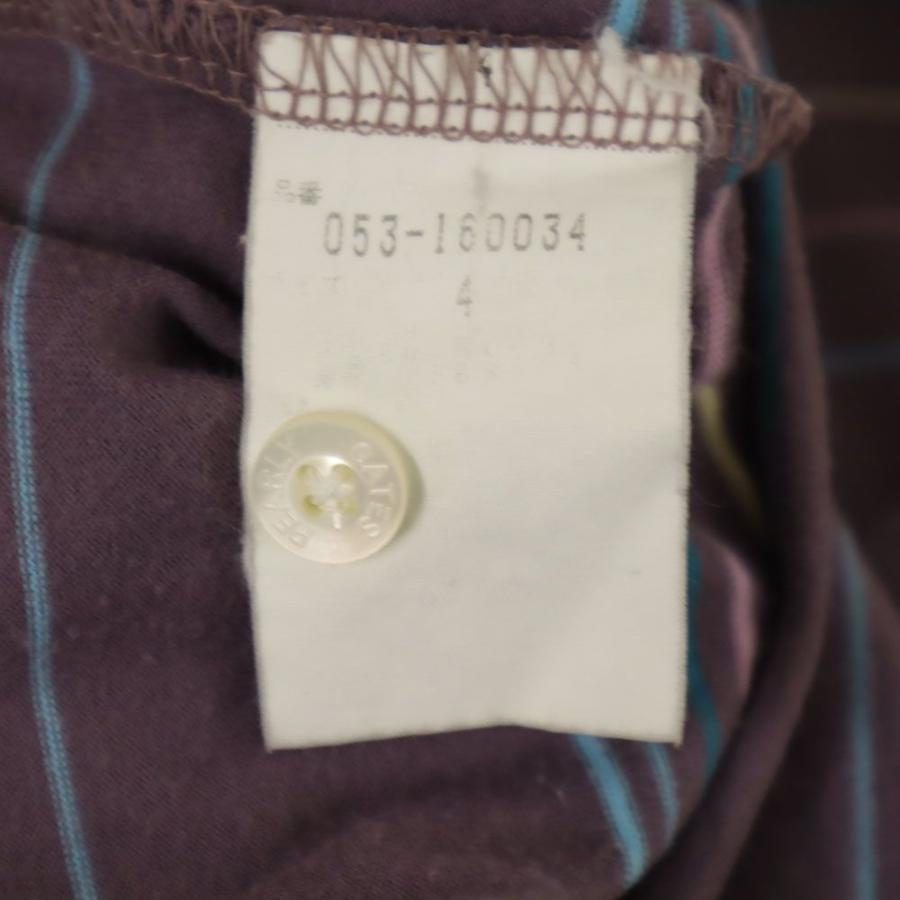 品番
053-160034
4
PEARLY GATES